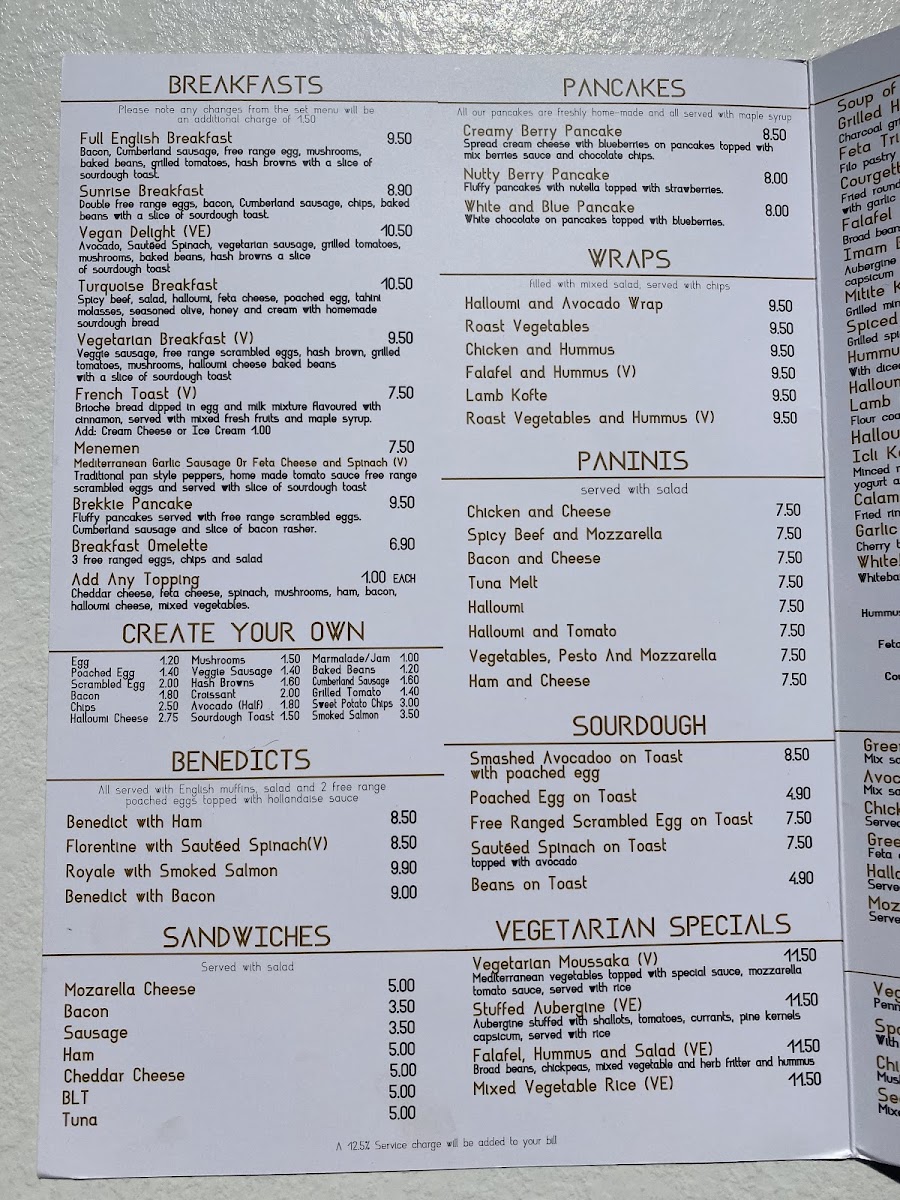 BREAKFASTS
Please note any changes from the set menu will be
an additional charge of 1.50
Full English Breakfast 9.50
Bacon, Cumberland sausage, free range egg, mushrooms,
baked beans, grilled tomatoes, hash browns with a slice of
sourdough toast.
Sunrise Breakfast 8.90
Double free range eggs, bacon, Cumberland sausage, chips, baked
beans with a slice of sourdough toast.
Vegan Delight (VE) 10.50
Avocado, Sautéed Spinach, vegetarian sausage, grilled tomatoes,
mushrooms, baked beans, hash browns a slice
of sourdough toast
Turquoise Breakfast 10.50
Spicy beef, salad, halloumi, feta cheese, poached egg, tahini
molasses, seasoned olive, honey and cream with homemade
sourdough bread
Vegetarian Breakfast (V) 9.50
Veggie sausage, free range scrambled eggs, hash brown, grilled
tomatoes, mushrooms, halloumi cheese baked beans
with a slice of sourdough toast
French Toast (V) 7.50
Brioche bread dipped in egg and milk mixture flavoured with
cinnamon, served with mixed fresh fruits and maple syrup.
Add: Cream Cheese or Ice Cream 1.00
Menemen 7.50
Mediterranean Garlic Sausage Or Feta Cheese and Spinach (V)
Traditional pan style peppers, home made tomato sauce free range
scrambled eggs and served with slice of sourdough toast
Brekkie Pancake 9.50
Fluffy pancakes served with free range scrambled eggs.
Cumberland sausage and slice of bacon rasher.
Breakfast Omelette 6.90
3 free ranged eggs, chips and salad
Add Any Topping 1.00 EACH
Cheddar cheese, feta cheese, spinach, mushrooms, ham, bacon,
halloumi cheese, mixed vegetables.
CREATE YOUR OWN
Egg 1.20 Mushrooms 1.50 Marmalade/Jam 1.00
Poached Egg 1.40 Veggie Sausage 1.40 Baked Beans 1.20
Scrambled Egg 2.00 Hash Browns 1.60 Cumberland Sausage 1.60
Bacon 1.80 Croissant 2.00 Grilled Tomato 1.40
Chips 2.50 Avocado (Half) 1.80 Sweet Potato Chips 3.00
Halloumi Cheese 2.75 Sourdough Toast 1.50 Smoked Salmon 3.50
BENEDICTS
All served with English muffins, salad and 2 free range
poached eggs topped with hollandaise sauce
Benedict with Ham 8.50
Florentine with Sautéed Spinach(V) 8.50
Royale with Smoked Salmon 9.90
Benedict with Bacon 9.00
SANDWICHES
Served with salad
Mozarella Cheese 5.00
Bacon 3.50
Sausage 3.50
Ham 5.00
Cheddar Cheese 5.00
BLT 5.00
Tuna 5.00
PANCAKES
All our pancakes are freshly home-made and all served with maple syrup
Creamy Berry Pancake 8.50
Spread cream cheese with blueberries on pancakes topped with
mix berries sauce and chocolate chips.
Nutty Berry Pancake 8.00
Fluffy pancakes with nutella topped with strawberries.
White and Blue Pancake 8.00
White chocolate on pancakes topped with blueberries.
WRAPS
filled with mixed salad, served with chips
Halloumi and Avocado Wrap 9.50
Roast Vegetables 9.50
Chicken and Hummus 9.50
Falafel and Hummus (V) 9.50
Lamb Kofte 9.50
Roast Vegetables and Hummus (V) 9.50
PANINIS
served with salad
Chicken and Cheese 7.50
Spicy Beef and Mozzarella 7.50
Bacon and Cheese 7.50
Tuna Melt 7.50
Halloumi 7.50
Halloumi and Tomato 7.50
Vegetables, Pesto And Mozzarella 7.50
Ham and Cheese 7.50
SOURDOUGH
Smashed Avocadoo on Toast 8.50
with poached egg
Poached Egg on Toast 4.90
Free Ranged Scrambled Egg on Toast 7.50
Sautéed Spinach on Toast 7.50
topped with avocado
Beans on Toast 4.90
VEGETARIAN SPECIALS
Vegetarian Moussaka (V) 11.50
Mediterranean vegetables topped with special sauce, mozzarella
tomato sauce, served with rice
Stuffed Aubergine (VE) 11.50
Aubergine stuffed with shallots, tomatoes, currants, pine kernels
capsicum, served with rice
Falafel, Hummus and Salad (VE) 11.50
Broad beans, chickpeas, mixed vegetable and herb fritter and hummus
Mixed Vegetable Rice (VE) 11.50
A 12.5% Service charge will be added to your bill
Soup of
Grilled
Charcoal
Feta
Filo pastry
Fried
with garlic
Falafel
Broad
Imam
Aubergine
capsicum
Mitite
Grilled
Spiced
Grilled
With
Lamb
Flour
Icli
Minced
yogurt
Fried
Garlic
Cherry
Mix
Mix
Feta
With